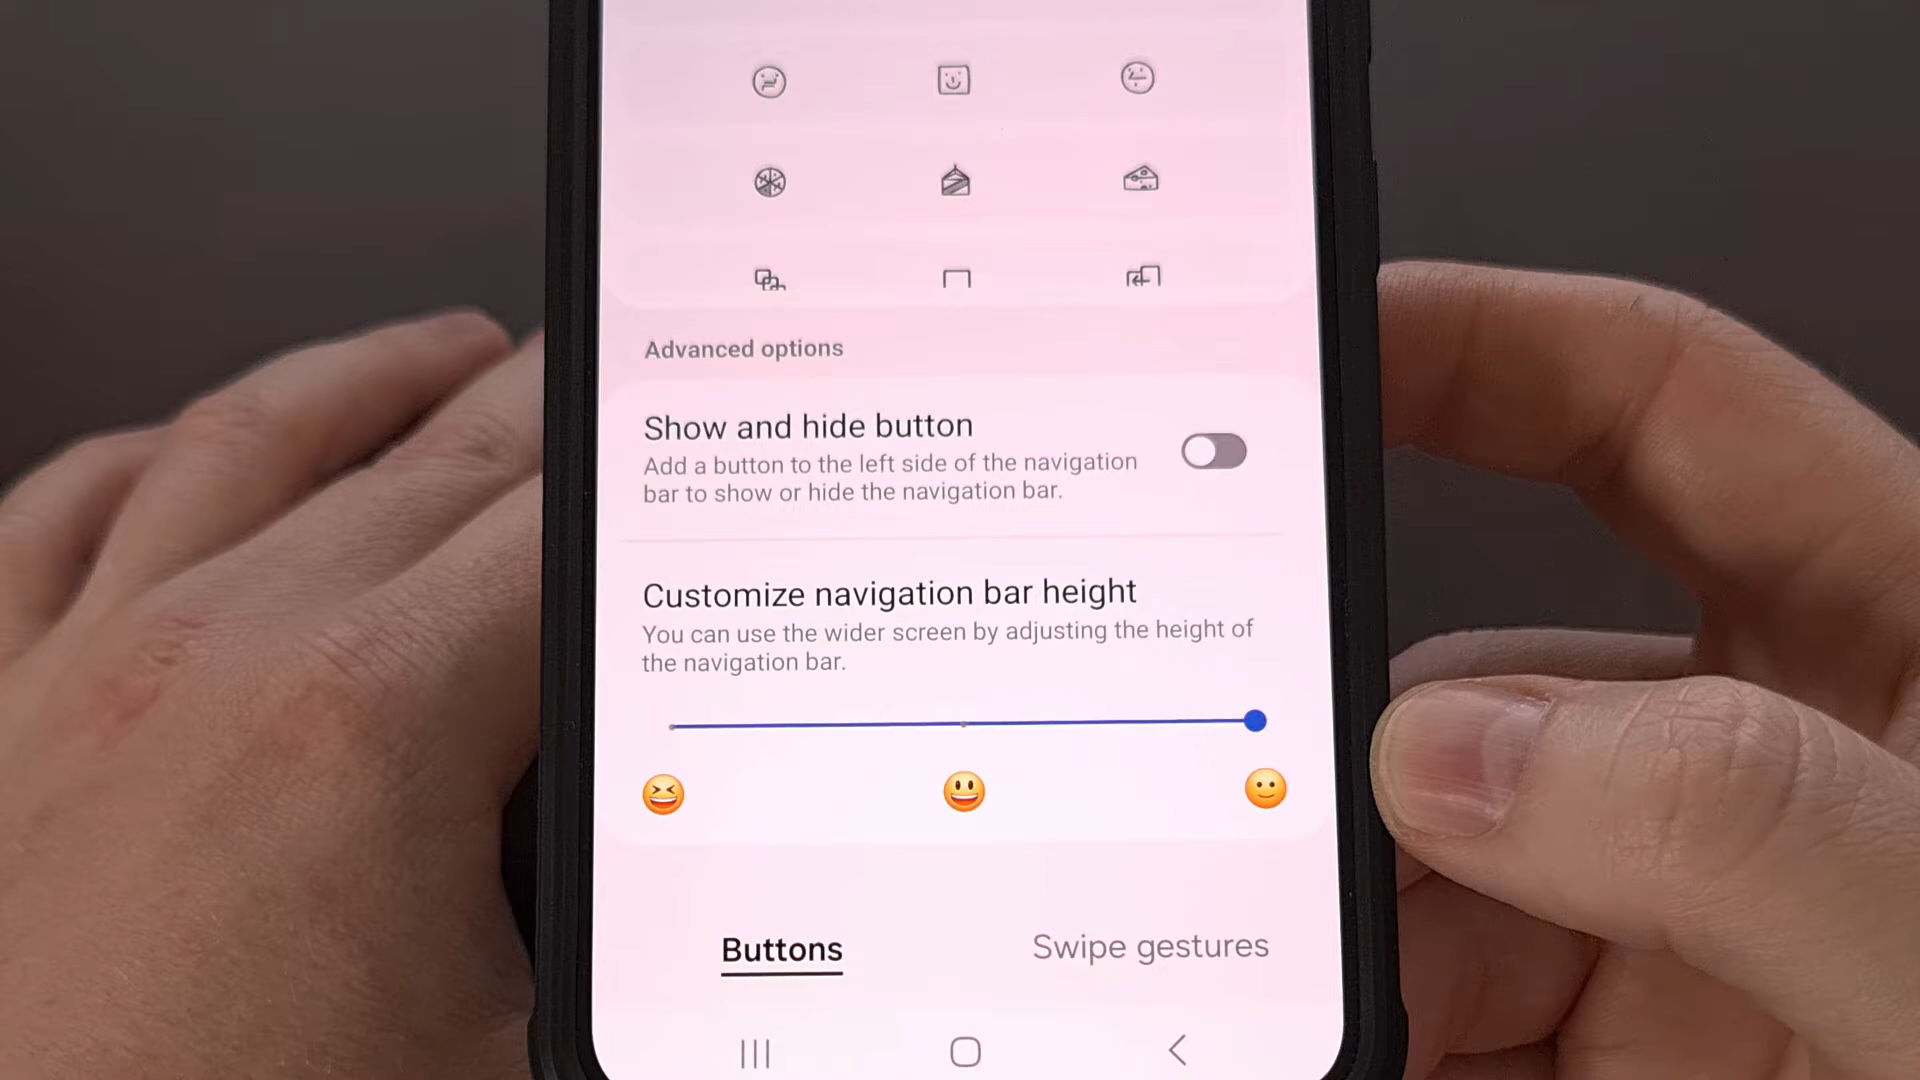 Advanced options
Show and hide button
Add a button to the left side of the navigation
bar to show or hide the navigation bar.
Customize navigation bar height
You can use the wider screen by adjusting the height of
the navigation bar.
Buttons
Swipe gestures